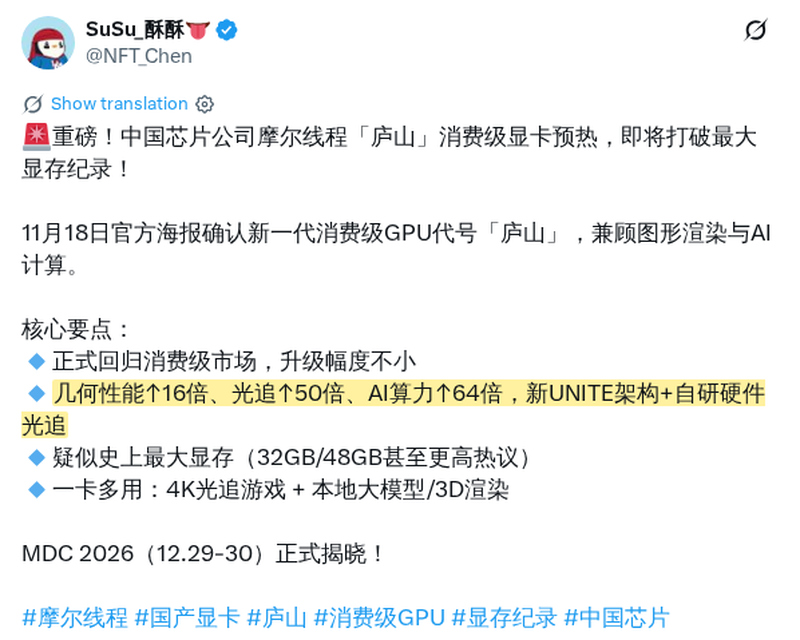 SuSu_酥酥👅
@NFT_Chen
Show translation
🚨重磅！中国芯片公司摩尔线程「庐山」消费级显卡预热，即将打破最大
显存纪录！
11月18日官方海报确认新一代消费级GPU代号「庐山」，兼顾图形渲染与AI
计算。
核心要点：
🔹正式回归消费级市场，升级幅度不小
🔹几何性能↑16倍、光追↑50倍、AI算力↑64倍，新UNITE架构+自研硬件
光追
🔹疑似史上最大显存（32GB/48GB甚至更高热议）
🔹一卡多用：4K光追游戏 + 本地大模型/3D渲染
MDC 2026（12.29-30）正式揭晓！
#摩尔线程 #国产显卡 #庐山 #消费级GPU #显存纪录 #中国芯片